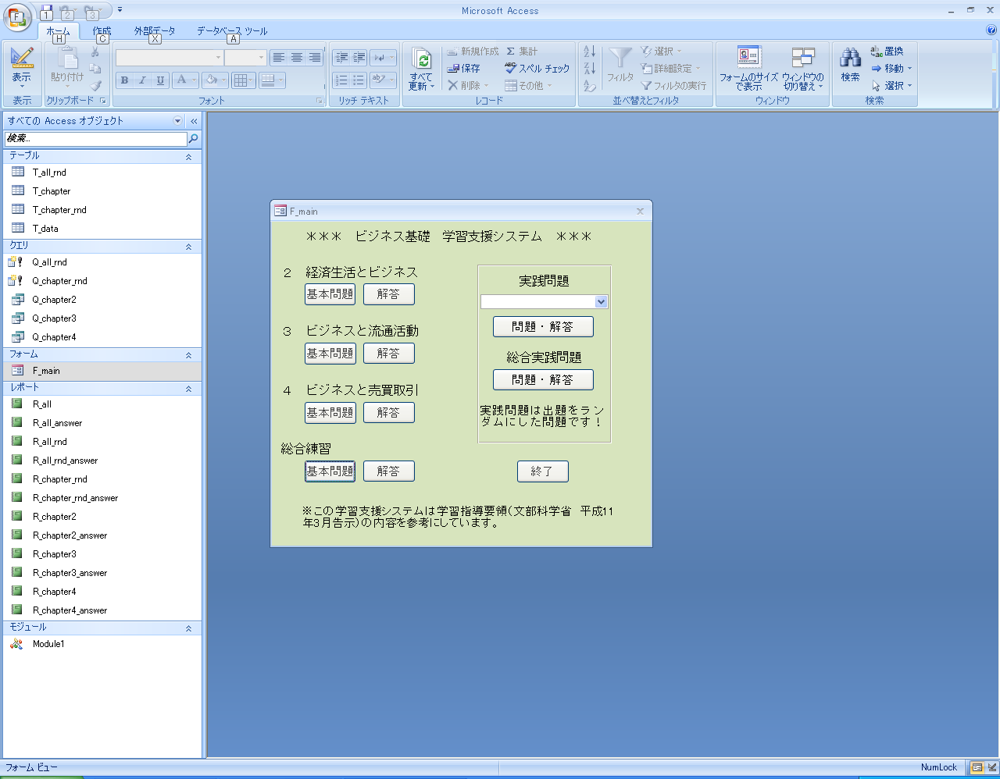 Microsoft Access
F
1
2
3
ホーム
作成
外部データ
データベース ツール
H
C
X
A
表示
表示
貼り付け
クリップボード
B I U A
フォント
リッチ テキスト
すべて更新
新規作成
保存
削除
Σ 集計
スペル チェック
その他
レコード
フィルタ
選択
詳細設定
フィルタの実行
並べ替えとフィルタ
フォームのサイズで表示
ウィンドウの切り替え
ウィンドウ
検索
置換
移動
選択
検索
すべての Access オブジェクト
検索...
テーブル
T_all_rnd
T_chapter
T_chapter_rnd
T_data
クエリ
Q_all_rnd
Q_chapter_rnd
Q_chapter2
Q_chapter3
Q_chapter4
フォーム
F_main
レポート
R_all
R_all_answer
R_all_rnd
R_all_rnd_answer
R_chapter_rnd
R_chapter_rnd_answer
R_chapter2
R_chapter2_answer
R_chapter3
R_chapter3_answer
R_chapter4
R_chapter4_answer
モジュール
Module1
F_main
＊＊＊　ビジネス基礎　学習支援システム　＊＊＊
２　経済生活とビジネス
基本問題 解答
３　ビジネスと流通活動
基本問題 解答
４　ビジネスと売買取引
基本問題 解答
総合練習
基本問題 解答
実践問題
問題・解答
総合実践問題
問題・解答
実践問題は出題をラン
ダムにした問題です！
終了
※この学習支援システムは学習指導要領(文部科学省　平成11
年3月告示)の内容を参考にしています。
フォーム ビュー
NumLock